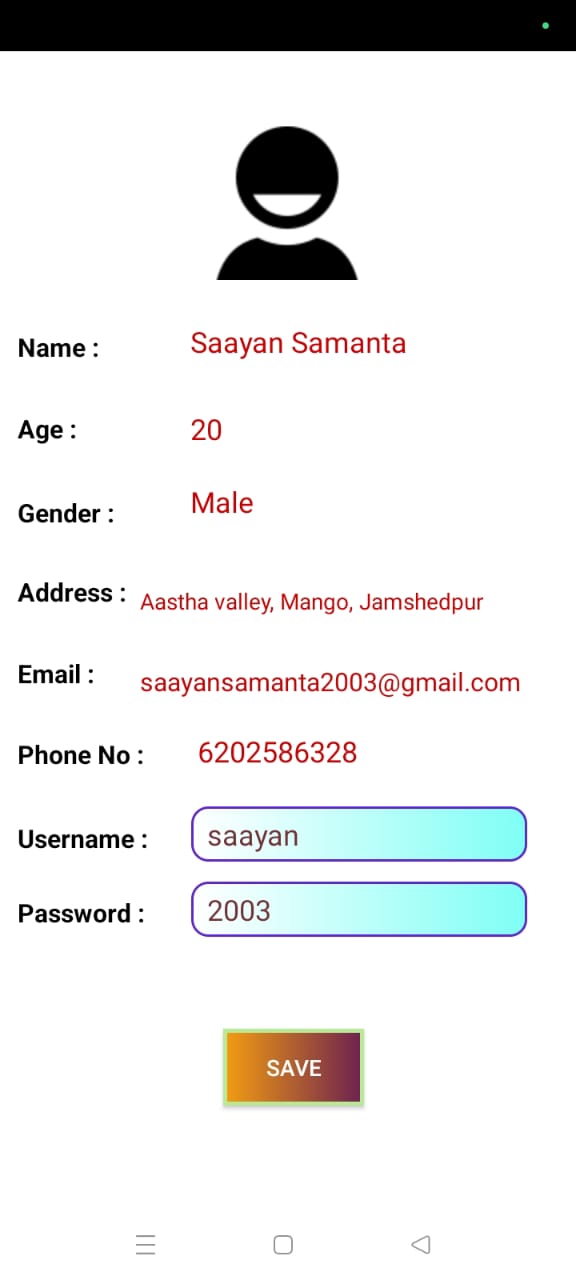 Name : Saayan Samanta
Age : 20
Gender : Male
Address : Aastha valley, Mango, Jamshedpur
Email : saayansamanta2003@gmail.com
Phone No : 6202586328
Username : saayan
Password : 2003
SAVE